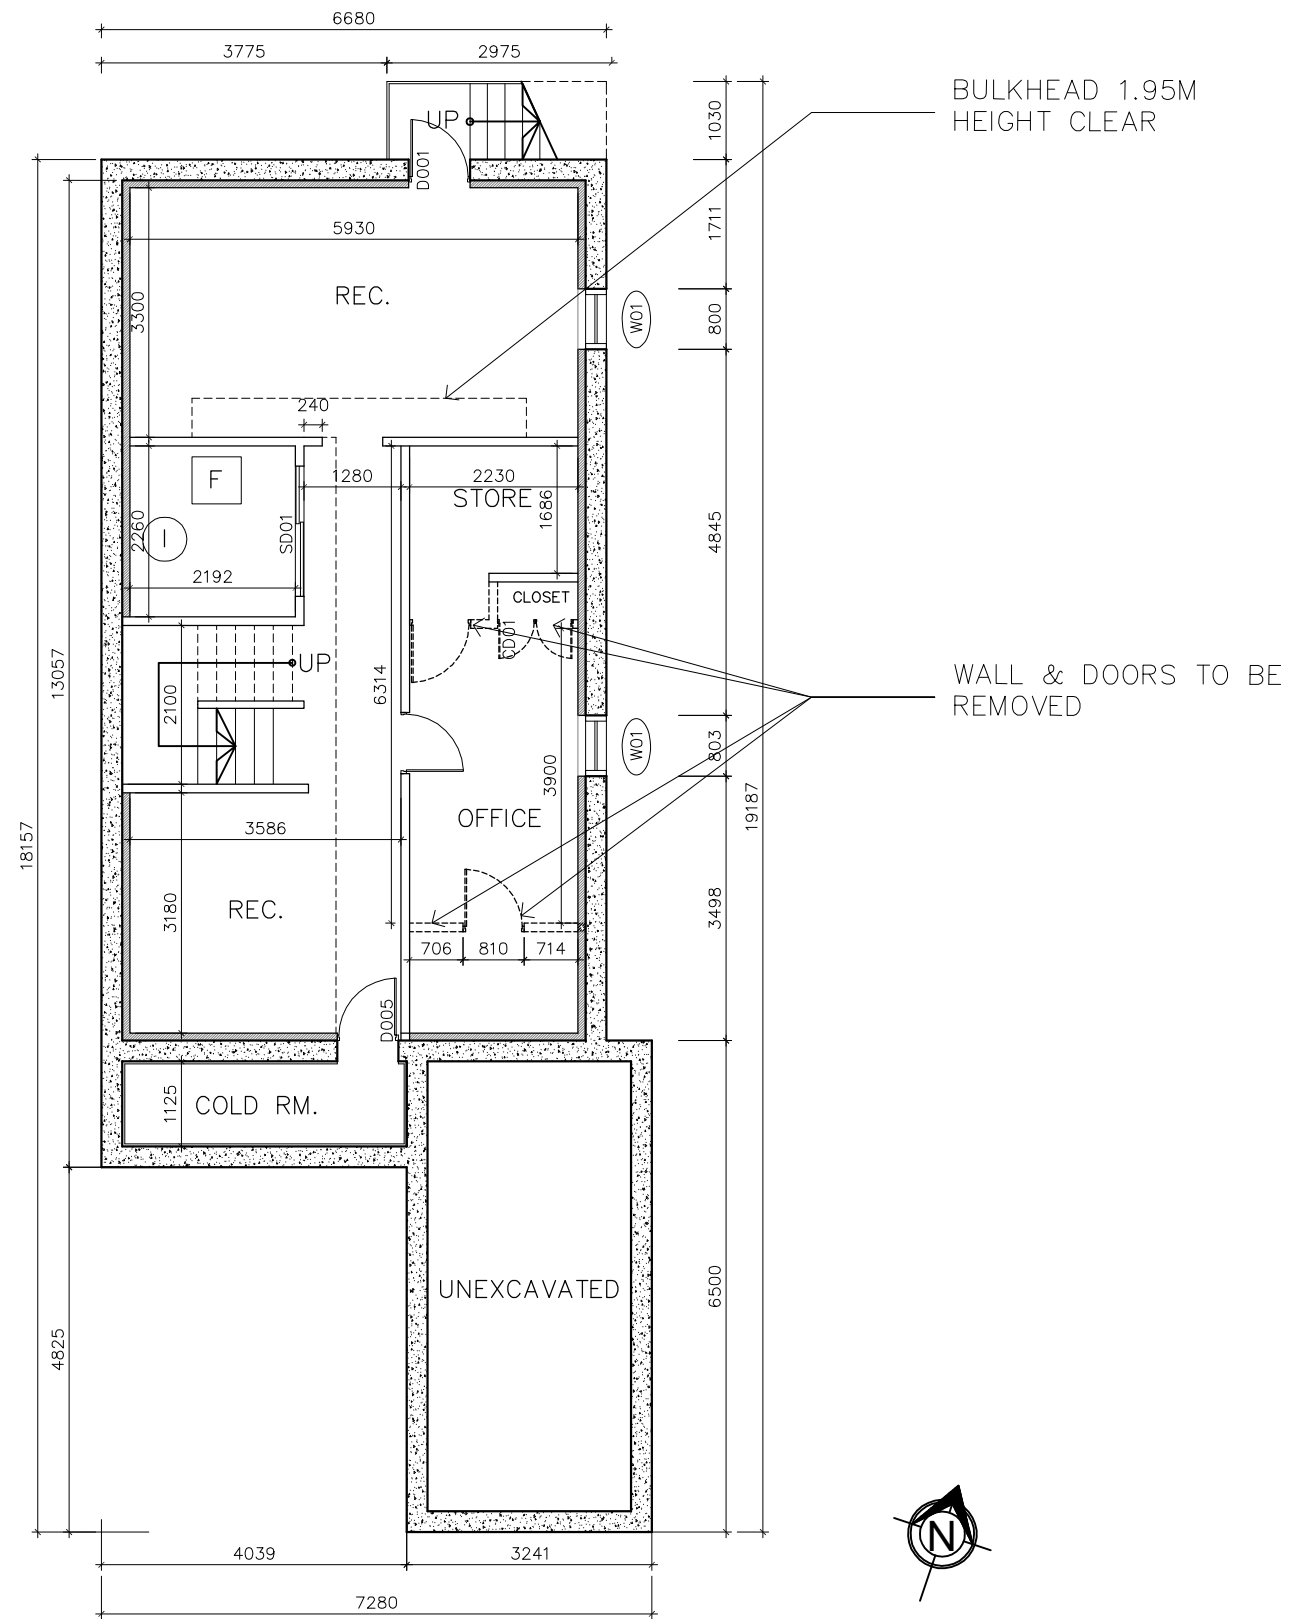 6680
3775
2975
BULKHEAD 1.95M
HEIGHT CLEAR
UP
1030
D001
1711
5930
REC.
3300
W01
800
240
F
1280
2230
STORE
1686
2260
I
SD01
4845
2192
CLOSET
CD01
UP
13057
6314
2100
WALL & DOORS TO BE
REMOVED
W01
803
3900
OFFICE
19187
3586
18157
REC.
3180
3498
706
810
714
D005
1125
COLD RM.
UNEXCAVATED
6500
4825
N
4039
3241
7280